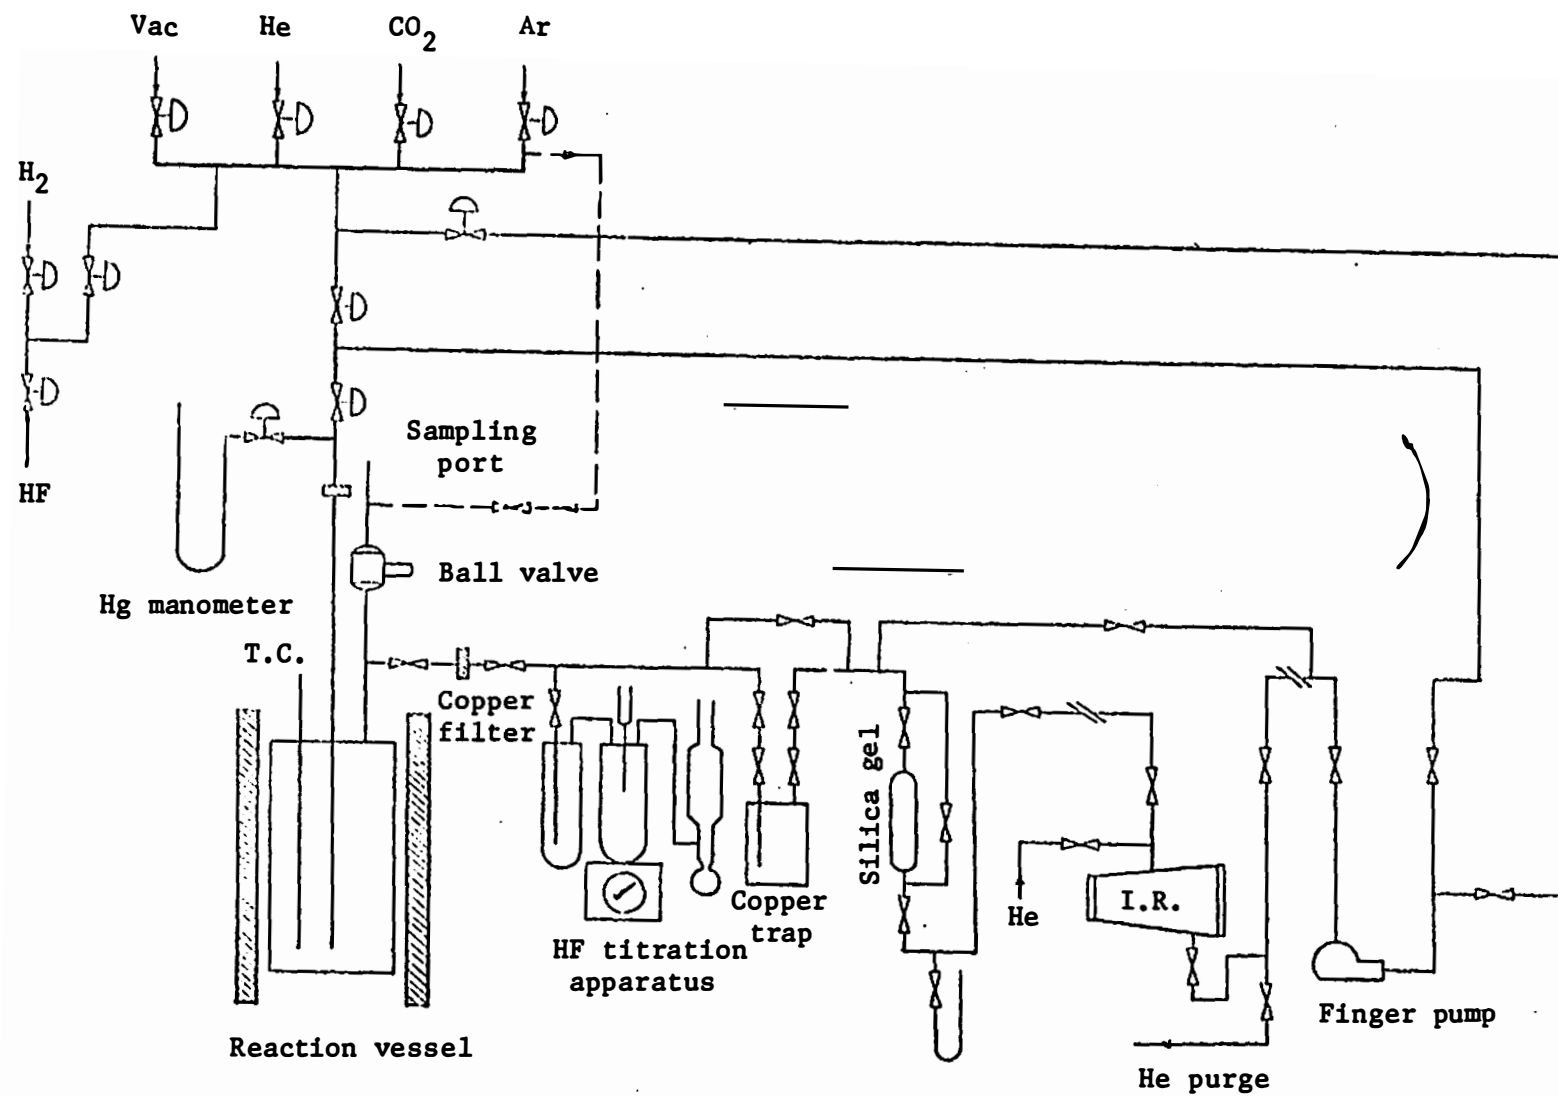 Vac
He
CO2
Ar
H2
HF
Sampling
port
Ball valve
Hg manometer
T.C.
Copper
filter
Silica gel
I.R.
He
Copper
trap
HF titration
apparatus
Finger pump
Reaction vessel
He purge